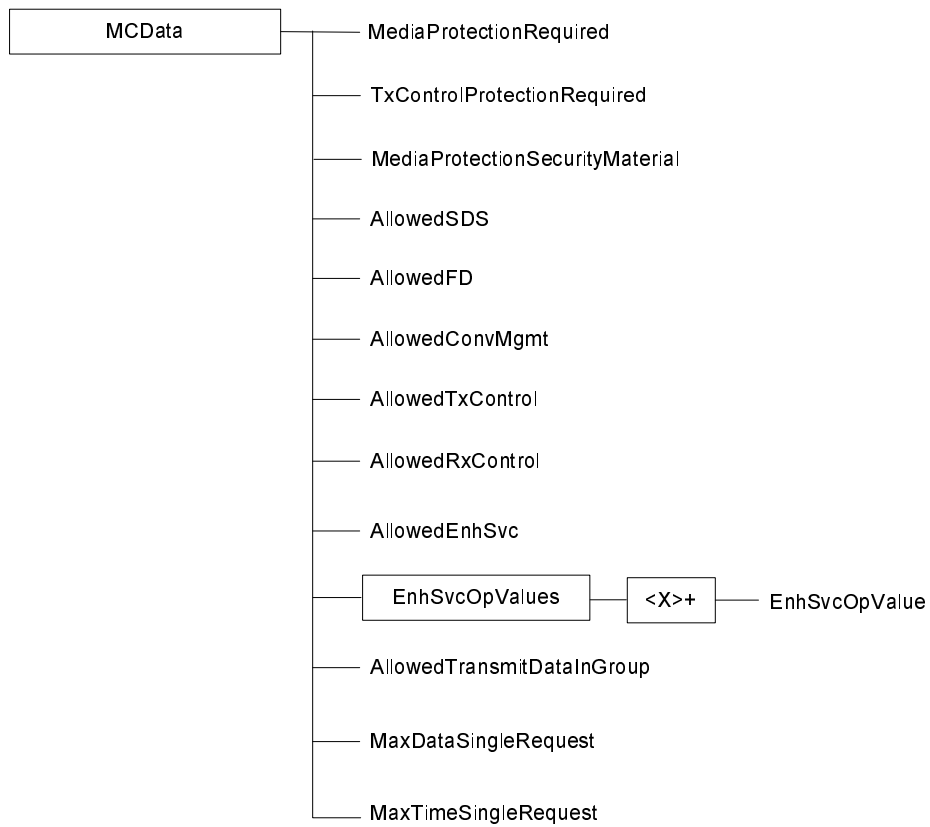 MCData
MediaProtectionRequired
TxControlProtectionRequired
MediaProtectionSecurityMaterial
AllowedSDS
AllowedFD
AllowedConvMgmt
AllowedTxControl
AllowedRxControl
AllowedEnhSvc
EnhSvcOpValues
<X>+
EnhSvcOpValue
AllowedTransmitDataInGroup
MaxDataSingleRequest
MaxTimeSingleRequest